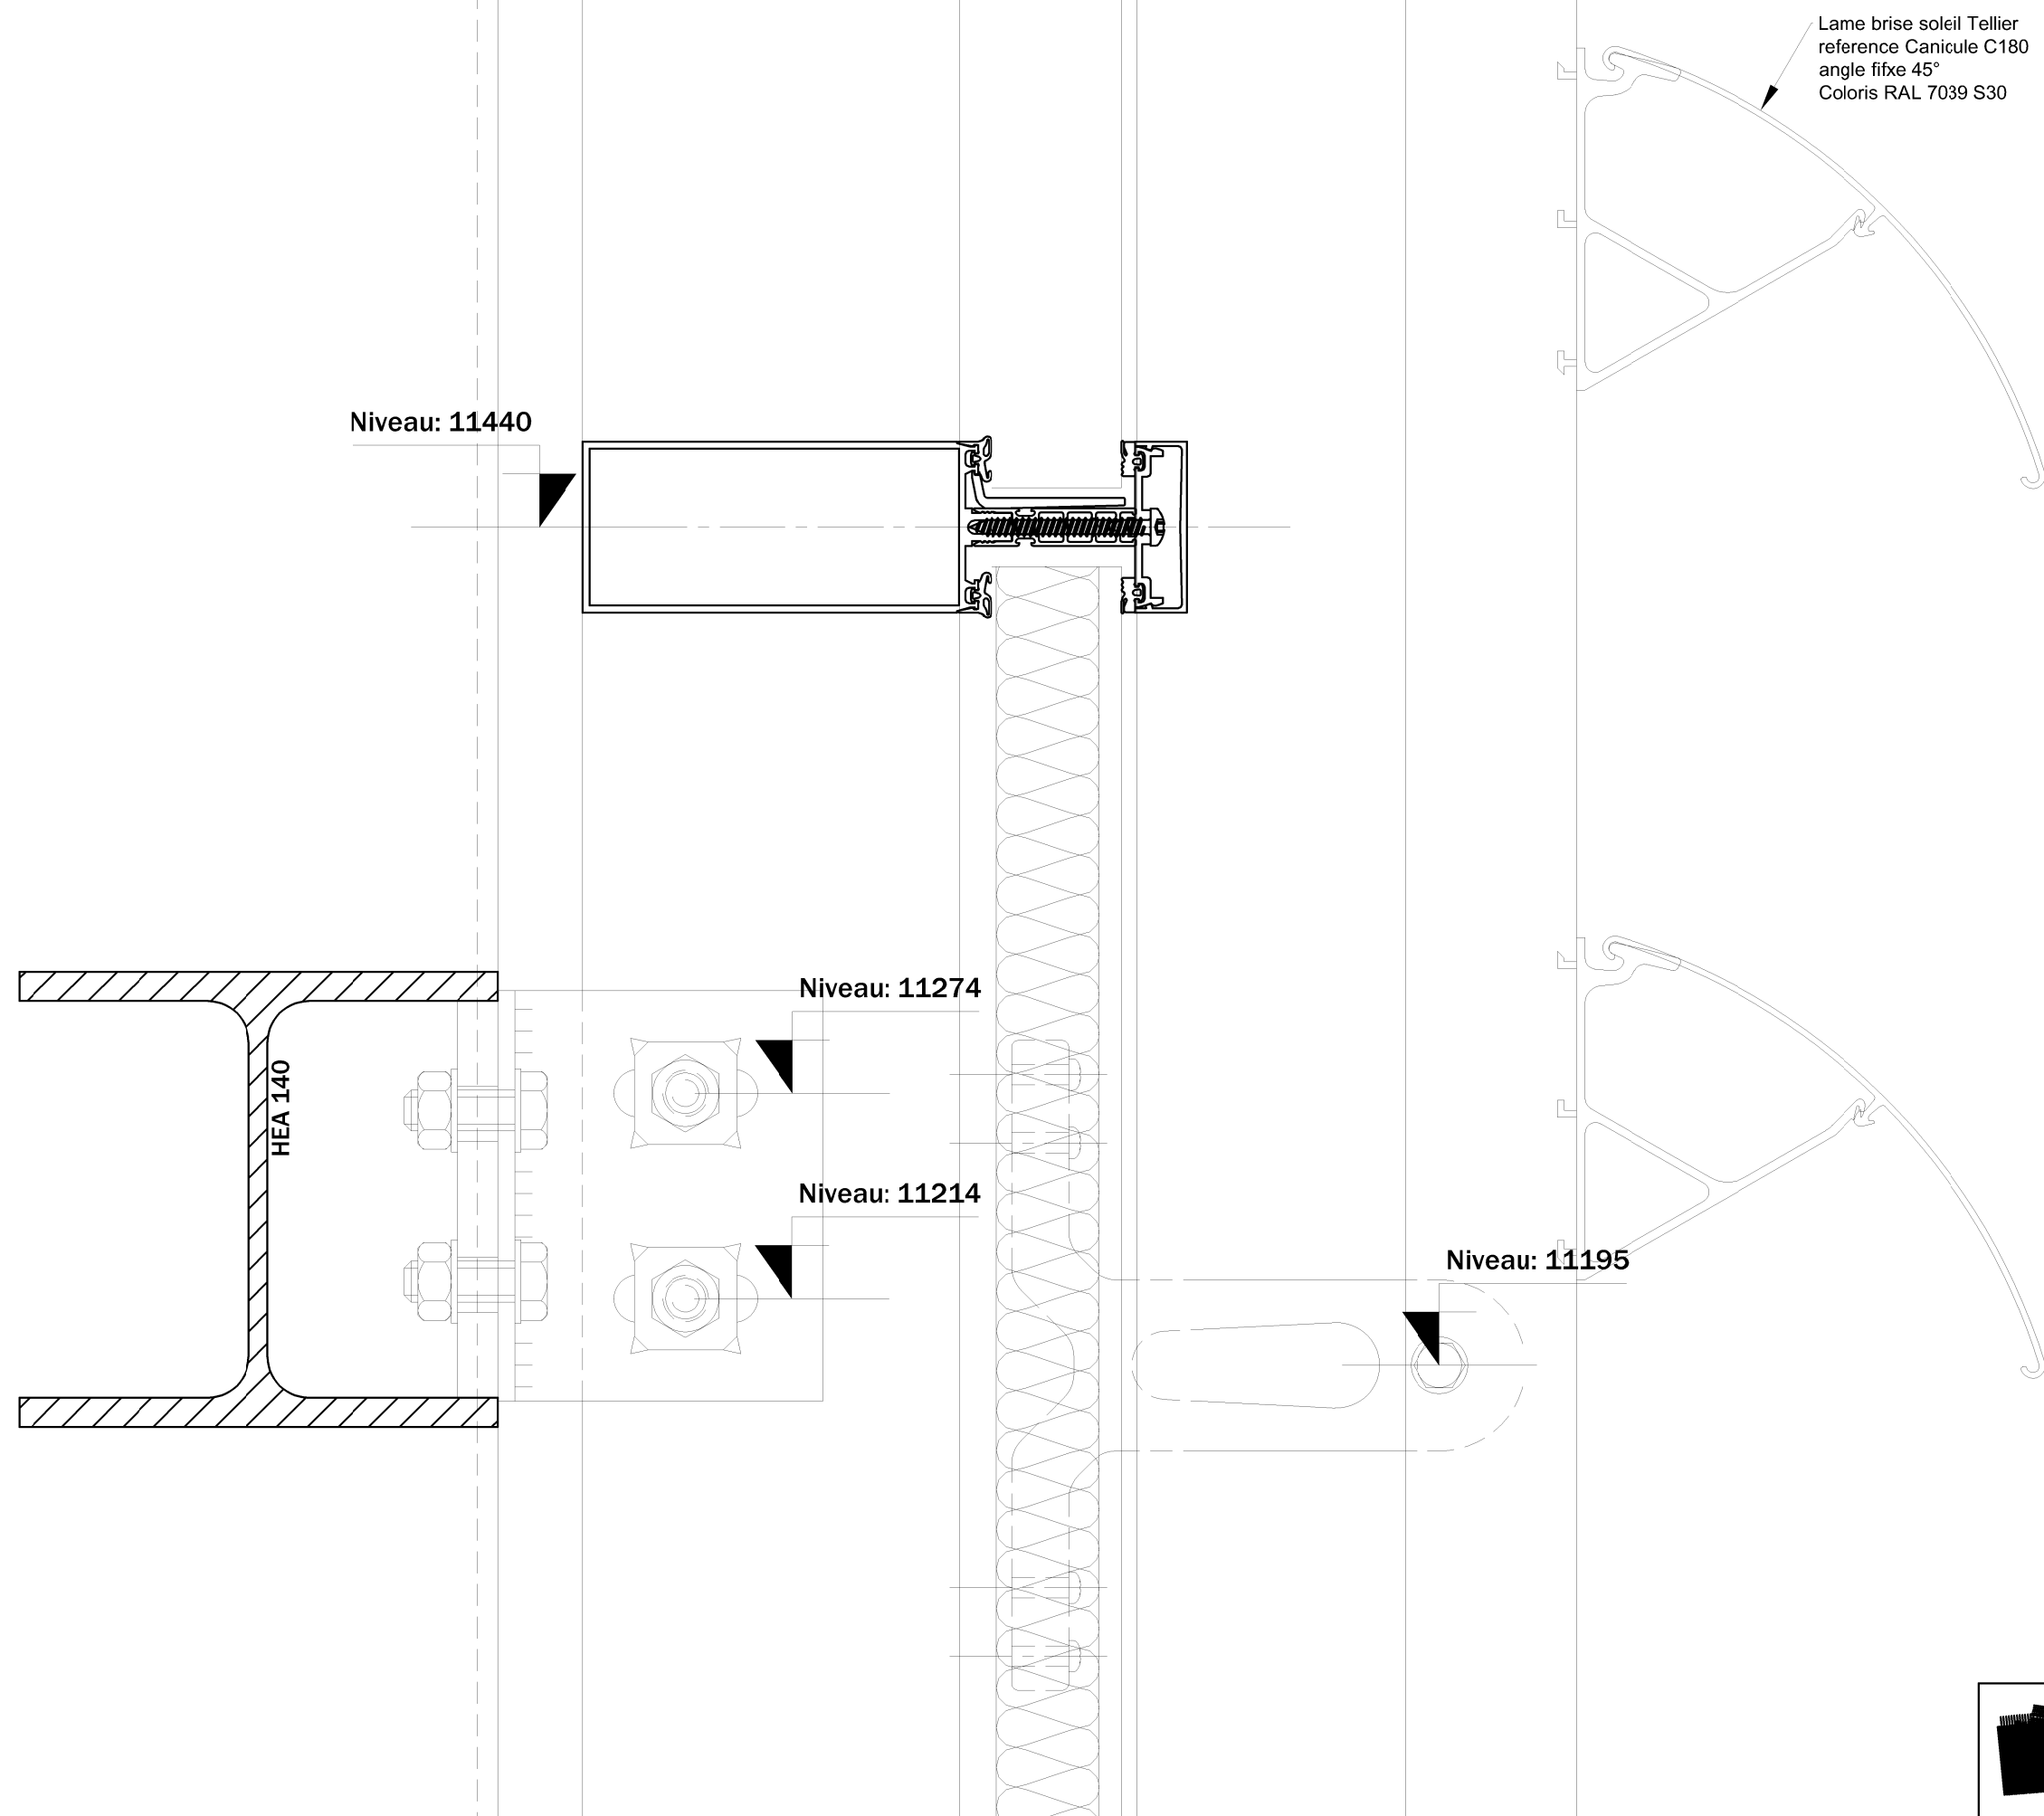 Lame brise soleil Tellier
reference Canicule C180
angle fifxe 45°
Coloris RAL 7039 S30
Niveau: 11440
Niveau: 11274
HEA 140
Niveau: 11214
Niveau: 11195